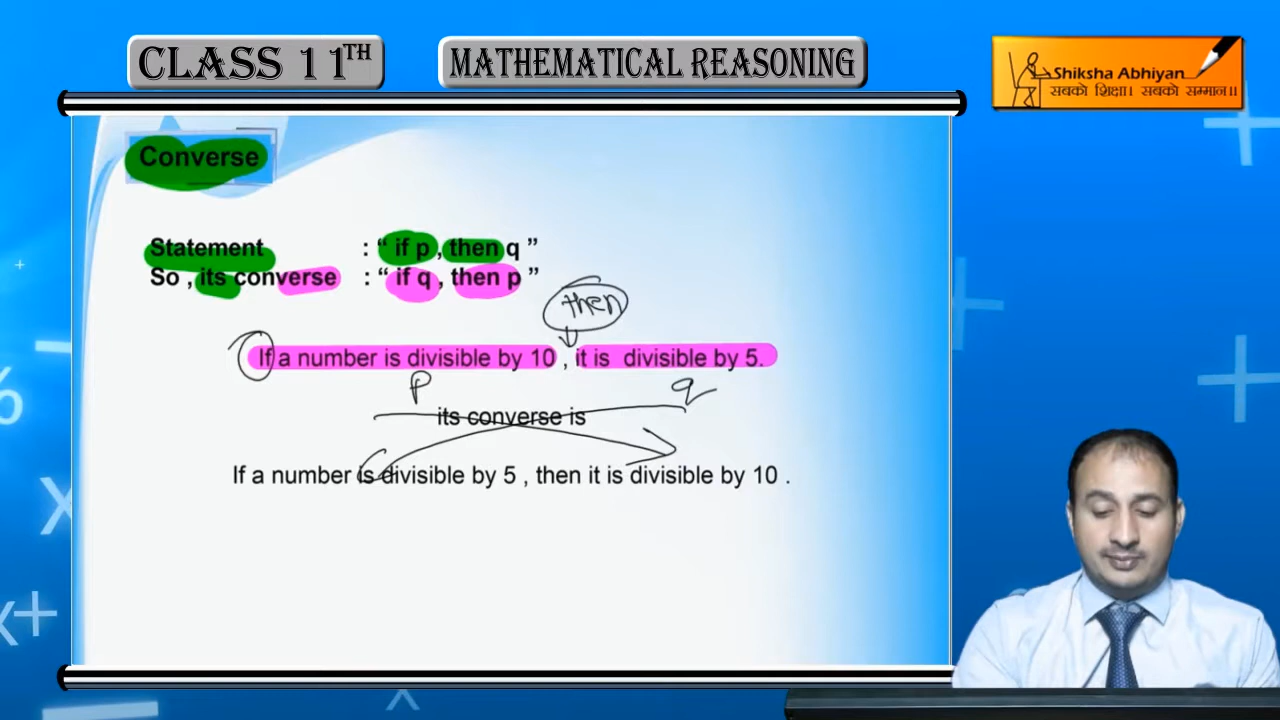 CLASS 11TH
MATHEMATICAL REASONING
Shiksha Abhiyan
सबको शिक्षा। सबको सम्मान।।
Converse
Statement : “ if p , then q ”
So , its converse : “ if q , then p ”
then
If a number is divisible by 10 , it is divisible by 5.
p q
its converse is
If a number is divisible by 5 , then it is divisible by 10 .